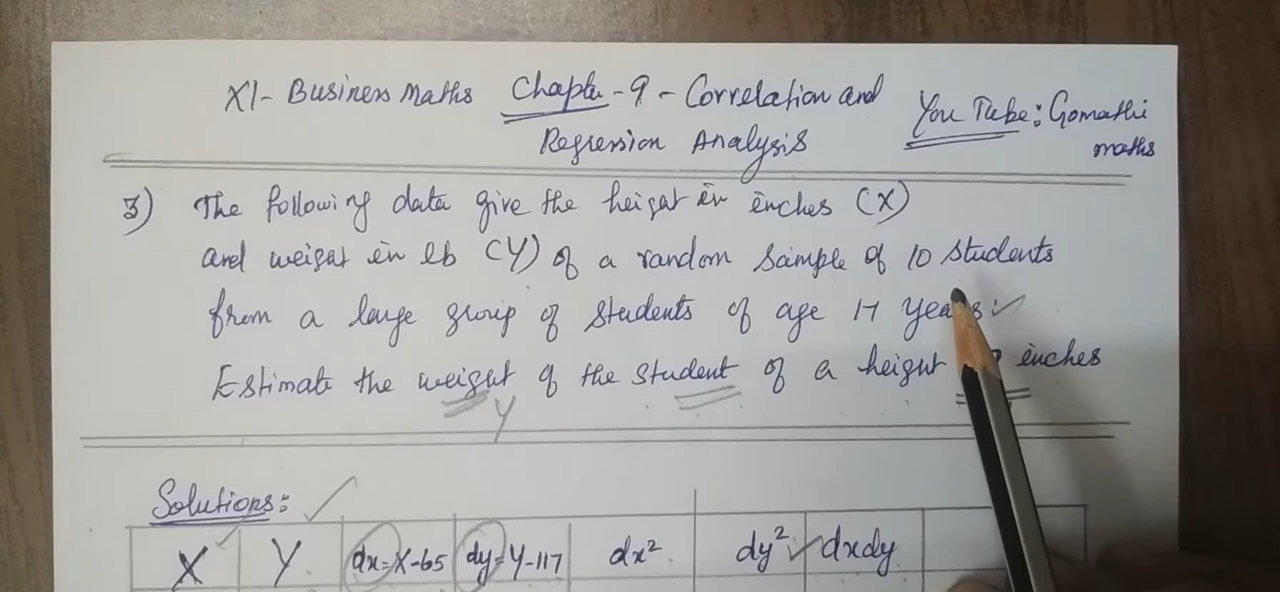 XI - Business Maths Chapter - 9 - Correlation and
Regression Analysis
You Tube: Gomathi
maths
3) The following data give the height in inches (X)
and weight in lb (Y) of a random sample of 10 students
from a large group of students of age 17 years
Estimate the weight of the student of a height inches
Y
Solutions:
X Y dx=X-65 dy=Y-117 dx² dy² dxdy